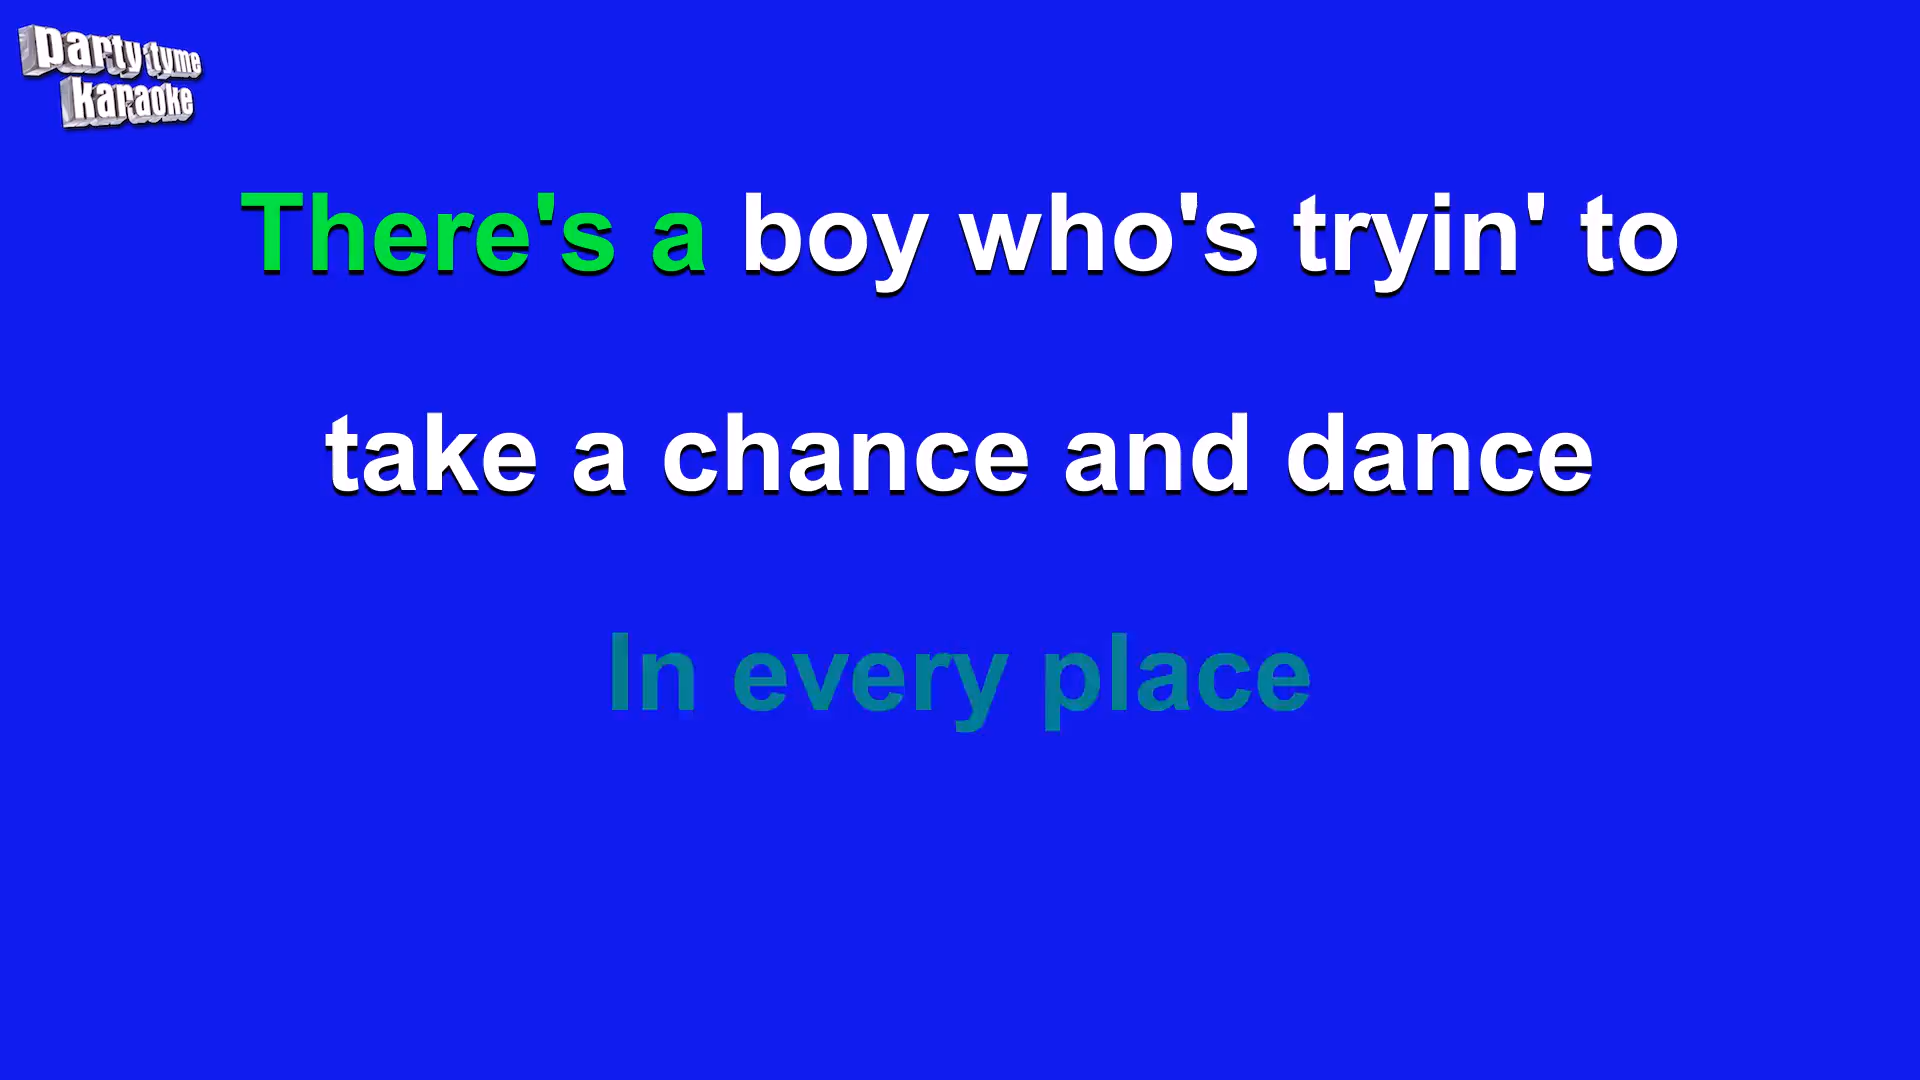 party tyme
karaoke
There's a boy who's tryin' to
take a chance and dance
In every place